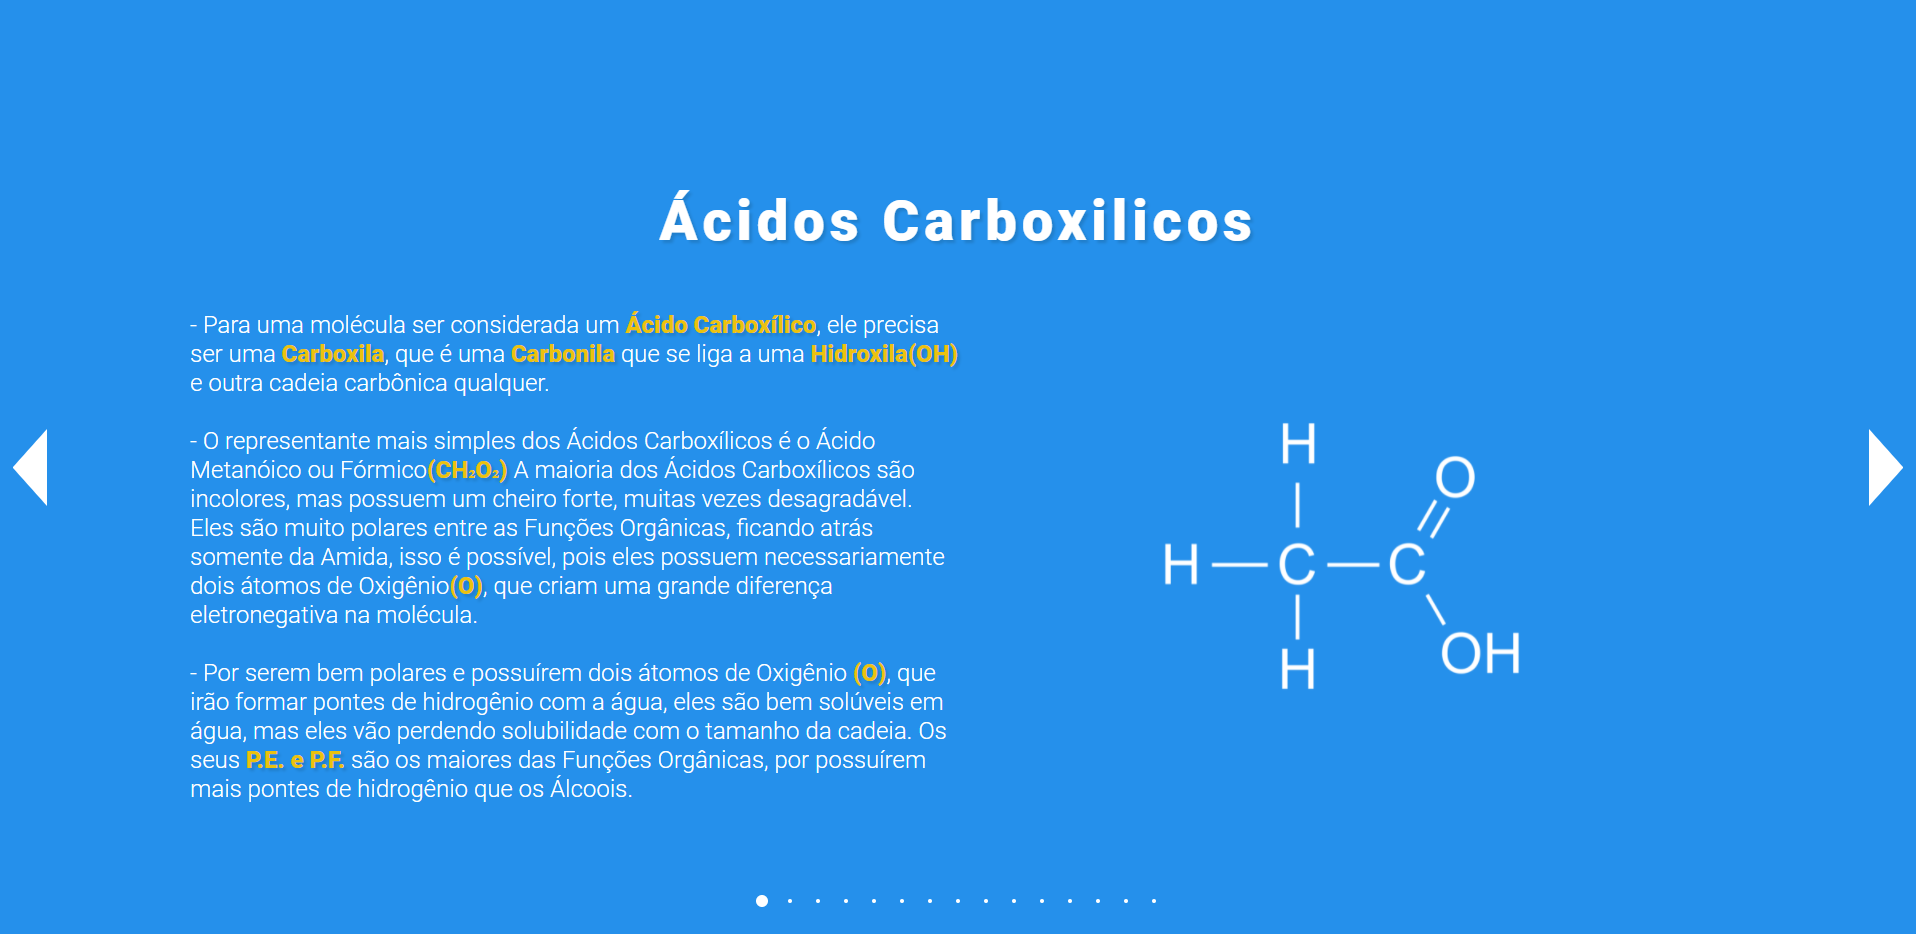 Ácidos Carboxilicos
- Para uma molécula ser considerada um Ácido Carboxílico, ele precisa
ser uma Carboxila, que é uma Carbonila que se liga a uma Hidroxila(OH)
e outra cadeia carbônica qualquer.
- O representante mais simples dos Ácidos Carboxílicos é o Ácido
Metanóico ou Fórmico(CH₂O₂) A maioria dos Ácidos Carboxílicos são
incolores, mas possuem um cheiro forte, muitas vezes desagradável.
Eles são muito polares entre as Funções Orgânicas, ficando atrás
somente da Amida, isso é possível, pois eles possuem necessariamente
dois átomos de Oxigênio(O), que criam uma grande diferença
eletronegativa na molécula.
- Por serem bem polares e possuírem dois átomos de Oxigênio (O), que
irão formar pontes de hidrogênio com a água, eles são bem solúveis em
água, mas eles vão perdendo solubilidade com o tamanho da cadeia. Os
seus P.E. e P.F. são os maiores das Funções Orgânicas, por possuírem
mais pontes de hidrogênio que os Álcoois.
H
O
H C C
OH
H